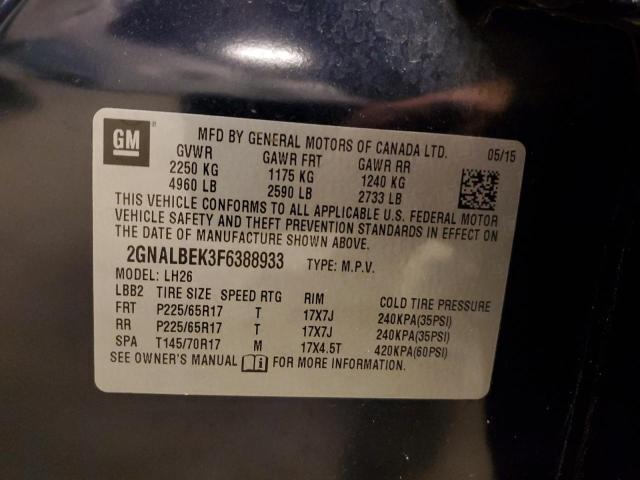 GM
MFD BY GENERAL MOTORS OF CANADA LTD. 05/15
GVWR GAWR FRT GAWR RR
2250 KG 1175 KG 1240 KG
4960 LB 2590 LB 2733 LB
THIS VEHICLE CONFORMS TO ALL APPLICABLE U.S. FEDERAL MOTOR
VEHICLE SAFETY AND THEFT PREVENTION STANDARDS IN EFFECT ON
THE DATE OF MANUFACTURE SHOWN ABOVE.
2GNALBEK3F6388933 TYPE: M.P.V.
MODEL: LH26
LBB2 TIRE SIZE SPEED RTG RIM COLD TIRE PRESSURE
FRT P225/65R17 T 17X7J 240KPA(35PSI)
RR P225/65R17 T 17X7J 240KPA(35PSI)
SPA T145/70R17 M 17X4.5T 420KPA(60PSI)
SEE OWNER'S MANUAL i FOR MORE INFORMATION.